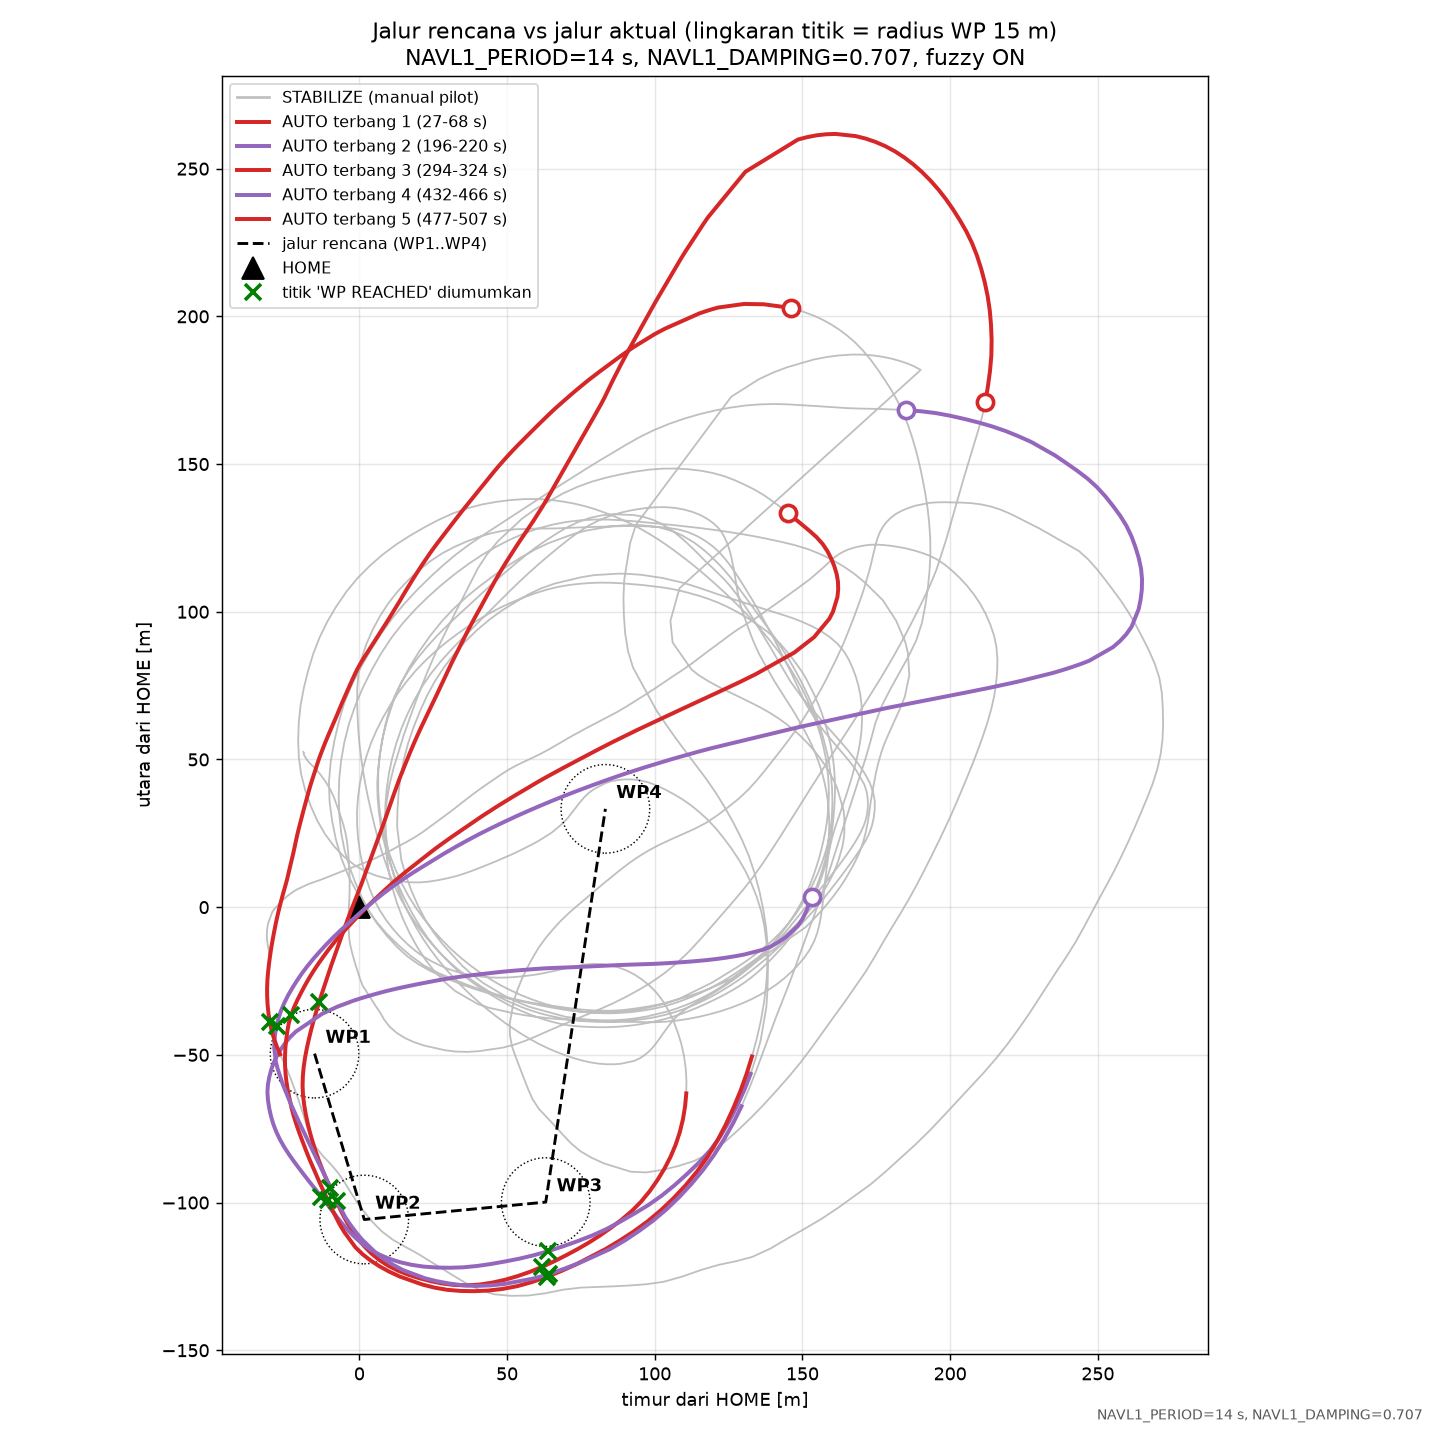 Jalur rencana vs jalur aktual (lingkaran titik = radius WP 15 m)
NAVL1_PERIOD=14 s, NAVL1_DAMPING=0.707, fuzzy ON
STABILIZE (manual pilot)
AUTO terbang 1 (27-68 s)
AUTO terbang 2 (196-220 s)
AUTO terbang 3 (294-324 s)
AUTO terbang 4 (432-466 s)
AUTO terbang 5 (477-507 s)
jalur rencana (WP1..WP4)
HOME
titik 'WP REACHED' diumumkan
250
200
150
100
50
0
−50
−100
−150
utara dari HOME [m]
WP4
WP1
WP2
WP3
0
50
100
150
200
250
timur dari HOME [m]
NAVL1_PERIOD=14 s, NAVL1_DAMPING=0.707